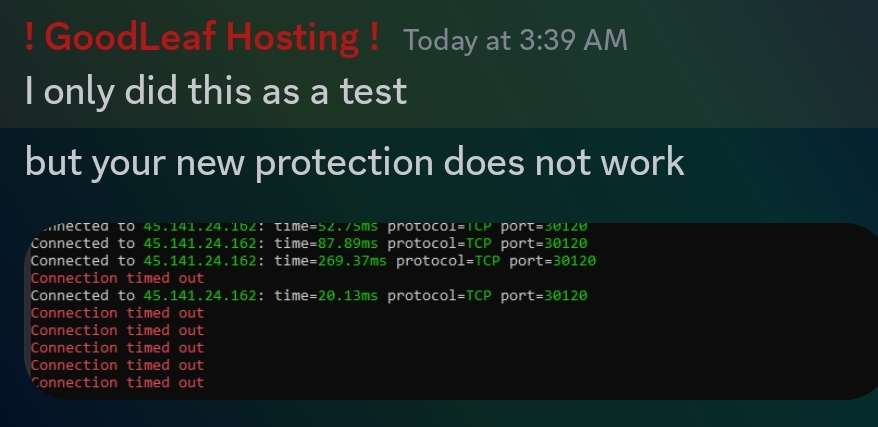 ! GoodLeaf Hosting ! Today at 3:39 AM
I only did this as a test
but your new protection does not work
Connected to 45.141.24.162: time=52.75ms protocol=TCP port=30120
Connected to 45.141.24.162: time=87.89ms protocol=TCP port=30120
Connected to 45.141.24.162: time=269.37ms protocol=TCP port=30120
Connection timed out
Connected to 45.141.24.162: time=20.13ms protocol=TCP port=30120
Connection timed out
Connection timed out
Connection timed out
Connection timed out
Connection timed out